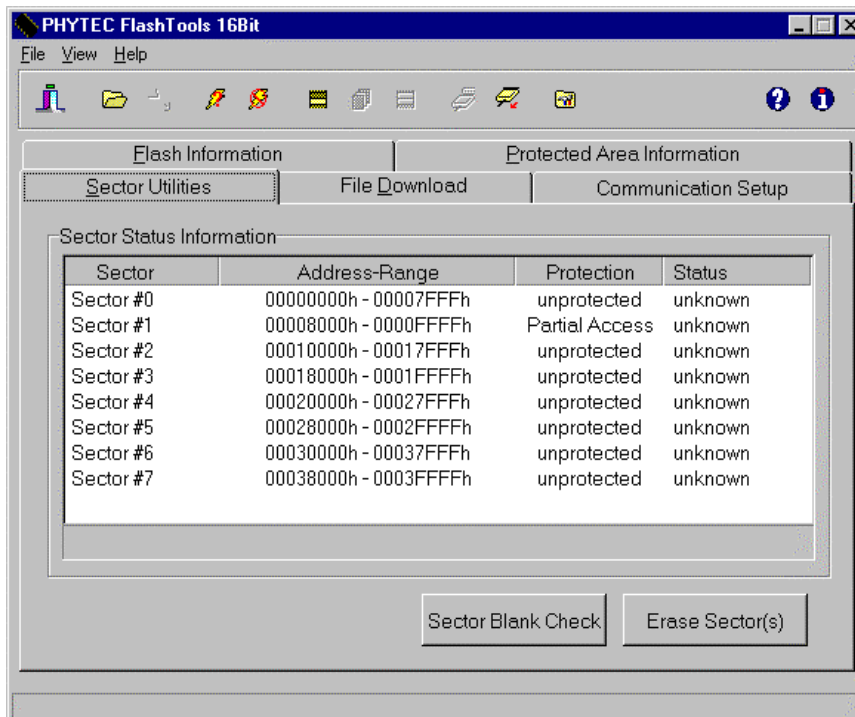 PHYTEC FlashTools 16Bit
File View Help
Flash Information Protected Area Information
Sector Utilities File Download Communication Setup
Sector Status Information
Sector Address-Range Protection Status
Sector #0 00000000h - 00007FFFh unprotected unknown
Sector #1 00008000h - 0000FFFFh Partial Access unknown
Sector #2 00010000h - 00017FFFh unprotected unknown
Sector #3 00018000h - 0001FFFFh unprotected unknown
Sector #4 00020000h - 00027FFFh unprotected unknown
Sector #5 00028000h - 0002FFFFh unprotected unknown
Sector #6 00030000h - 00037FFFh unprotected unknown
Sector #7 00038000h - 0003FFFFh unprotected unknown
Sector Blank Check Erase Sector(s)